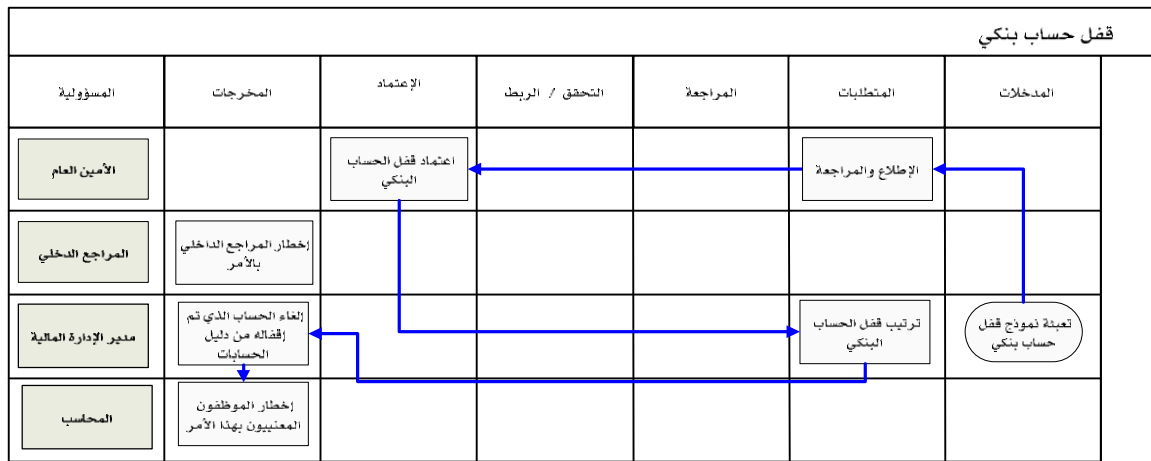 قفل حساب بنكي
المدخلات
المتطلبات
المراجعة
التحقق / الربط
الإعتماد
المخرجات
المسؤولية
الإطلاع والمراجعة
اعتماد قفل الحساب
البنكي
الأمين العام
إخطار المراجع الداخلي
بالأمر
المراجع الدخلي
تعبئة نموذج قفل
حساب بنكي
ترتيب قفل الحساب
البنكي
إلغاء الحساب الذي تم
إقفاله من دليل
الحسابات
مدير الإدارة المالية
إخطار الموظفون
المعنييون بهذا الأمر
المحاسب